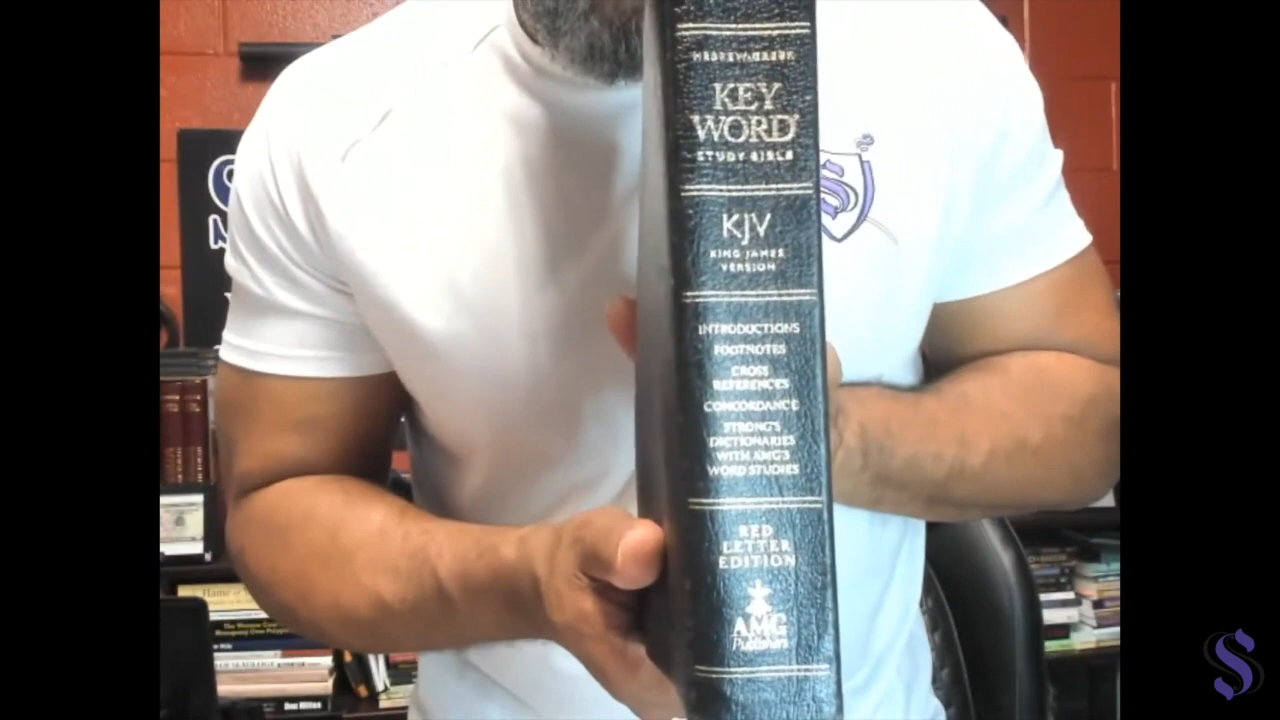 HEBREW-GREEK
KEY
WORD
STUDY BIBLE
KJV
KING JAMES
VERSION
INTRODUCTIONS
FOOTNOTES
CROSS
REFERENCES
CONCORDANCE
STRONG'S
DICTIONARIES
WITH AMG'S
WORD STUDIES
RED
LETTER
EDITION
AMG
Publishers
S
S